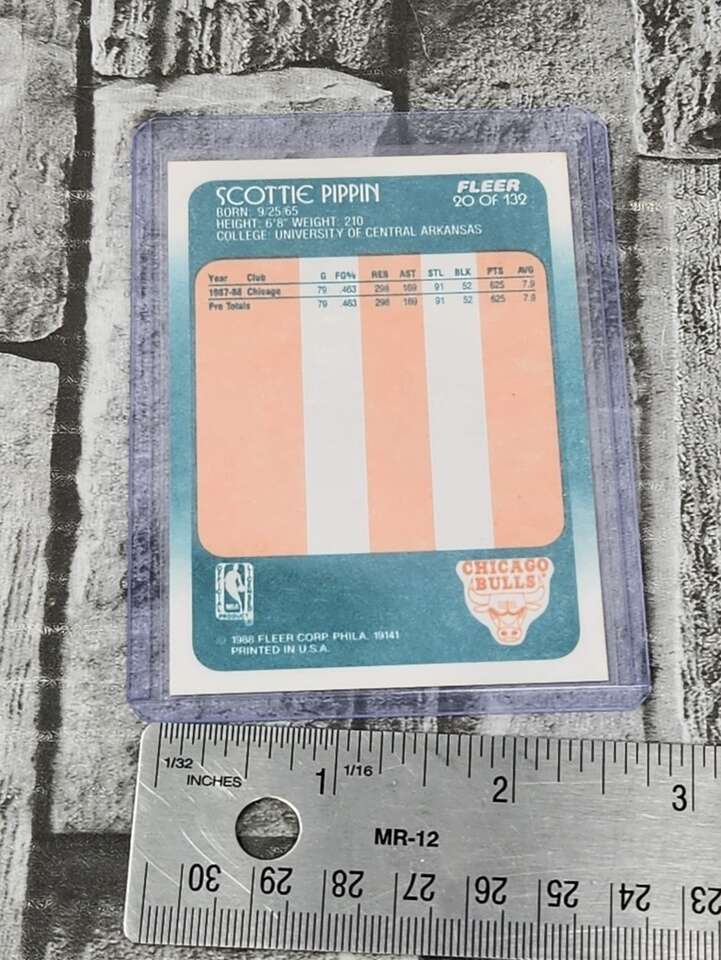 SCOTTIE PIPPIN
FLEER
20 OF 132
BORN: 9/25/65
HEIGHT: 6'8" WEIGHT: 210
COLLEGE: UNIVERSITY OF CENTRAL ARKANSAS
Year Club G FG% REB AST STL BLK PTS AVG
1987-88 Chicago 79 .463 298 169 91 52 625 7.9
Pro Totals 79 .463 298 169 91 52 625 7.9
NBA
CHICAGO
BULLS
© 1988 FLEER CORP. PHILA. 19141
PRINTED IN U.S.A.
1/32 1 1/16 2 3
INCHES
MR-12
30 29 28 27 26 25 24 23